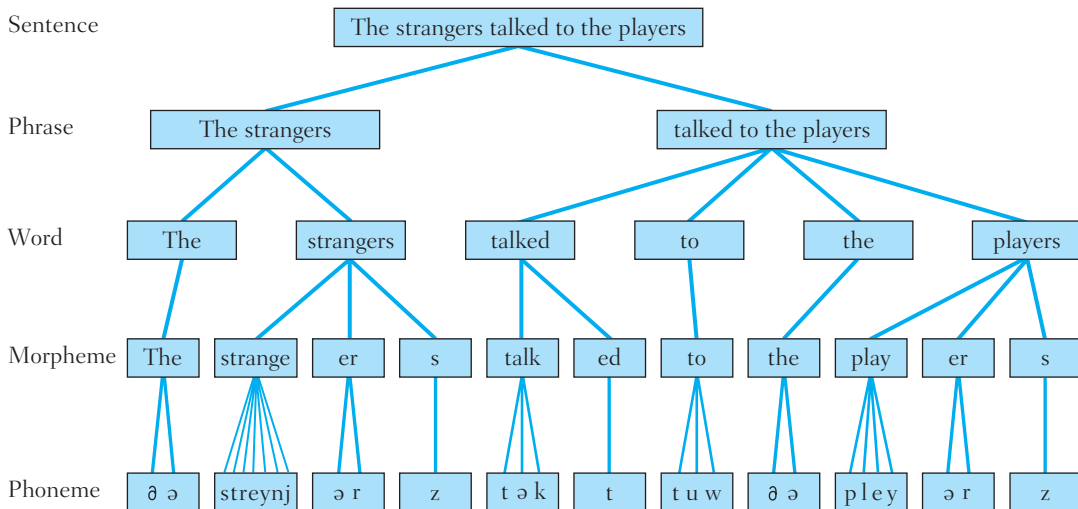 Sentence The strangers talked to the players
Phrase The strangers talked to the players
Word The strangers talked to the players
Morpheme The strange er s talk ed to the play er s
Phoneme ∂ ə streynj ə r z t ə k t t u w ∂ ə p l e y ə r z